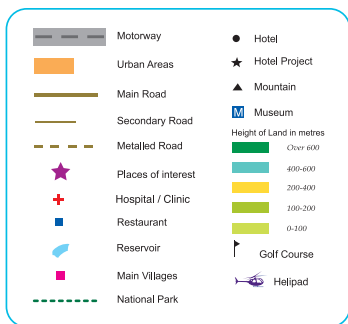 Motorway
Urban Areas
Main Road
Secondary Road
Metalled Road
Places of interest
Hospital / Clinic
Restaurant
Reservoir
Main Villages
National Park
Hotel
Hotel Project
Mountain
M Museum
Height of Land in metres
Over 600
400-600
200-400
100-200
0-100
Golf Course
Helipad